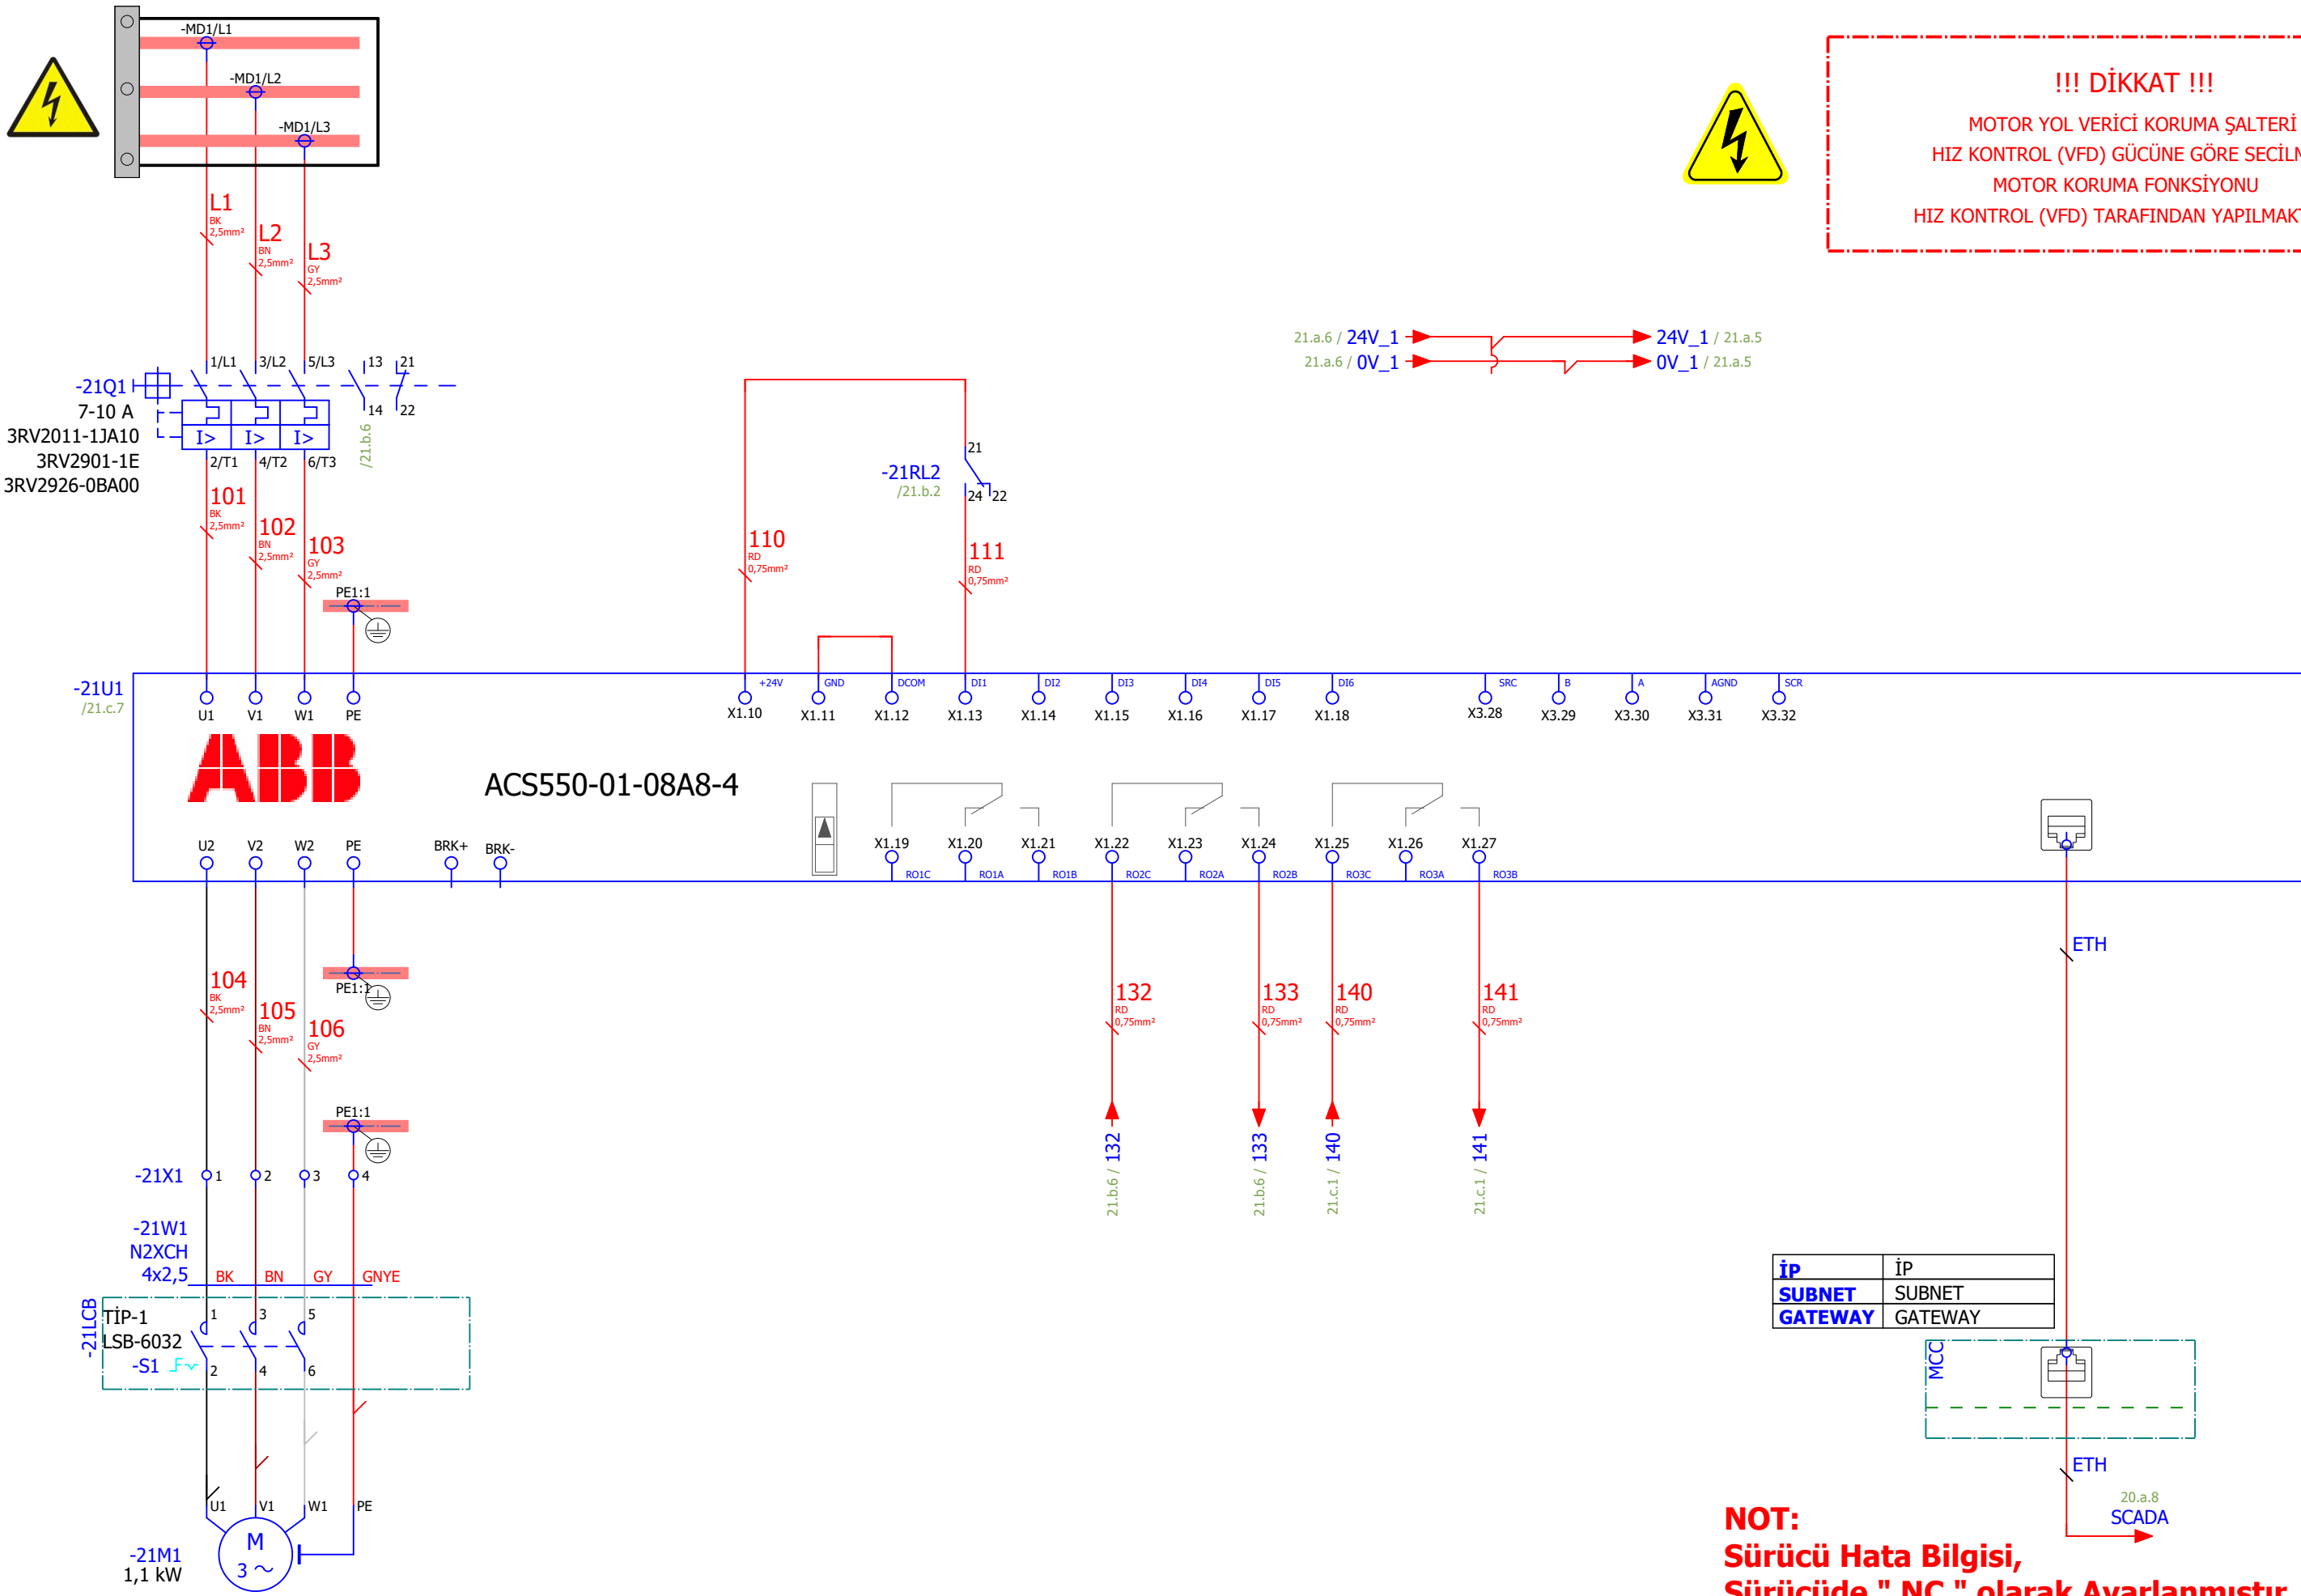 -MD1/L1
-MD1/L2
-MD1/L3
!!! DİKKAT !!!
MOTOR YOL VERİCİ KORUMA ŞALTERİ
HIZ KONTROL (VFD) GÜCÜNE GÖRE
MOTOR KORUMA FONKSİYONU
HIZ KONTROL (VFD) TARAFINDAN
L1
BK
2,5mm²
L2
BN
2,5mm²
L3
GY
2,5mm²
21.a.6 / 24V_1
24V_1 / 21.a.5
21.a.6 / 0V_1
0V_1 / 21.a.5
1/L1 3/L2 5/L3 13 21
-21Q1
7-10 A
3RV2011-1JA10
3RV2901-1E
3RV2926-0BA00
I> I> I>
14 22
/21.b.6
2/T1 4/T2 6/T3
21
-21RL2
/21.b.2
24 22
101
BK
2,5mm²
102
BN
2,5mm²
103
GY
2,5mm²
110
RD
0,75mm²
111
RD
0,75mm²
PE1:1
-21U1
/21.c.7
U1 V1 W1 PE
+24V GND DCOM DI1 DI2 DI3 DI4 DI5 DI6 SRC B A AGND SCR
X1.10 X1.11 X1.12 X1.13 X1.14 X1.15 X1.16 X1.17 X1.18 X3.28 X3.29 X3.30 X3.31 X3.32
ABB
ACS550-01-08A8-4
U2 V2 W2 PE BRK+ BRK-
X1.19 X1.20 X1.21 X1.22 X1.23 X1.24 X1.25 X1.26 X1.27
RO1C RO1A RO1B RO2C RO2A RO2B RO3C RO3A RO3B
ETH
104
BK
2,5mm²
105
BN
2,5mm²
106
GY
2,5mm²
PE1:1
132
RD
0,75mm²
133
RD
0,75mm²
140
RD
0,75mm²
141
RD
0,75mm²
21.b.6 / 132
21.b.6 / 133
21.c.1 / 140
21.c.1 / 141
PE1:1
-21X1 1 2 3 4
-21W1
N2XCH
4x2,5
BK BN GY GNYE
İP İP
SUBNET SUBNET
GATEWAY GATEWAY
-21LCB
TİP-1
LSB-6032
-S1
1 3 5
2 4 6
MCC
ETH
20.a.8
SCADA
U1 V1 W1 PE
M
3 ~
-21M1
1,1 kW
NOT:
Sürücü Hata Bilgisi,
Sürücüde " NC " olarak Ayarlanmıştır